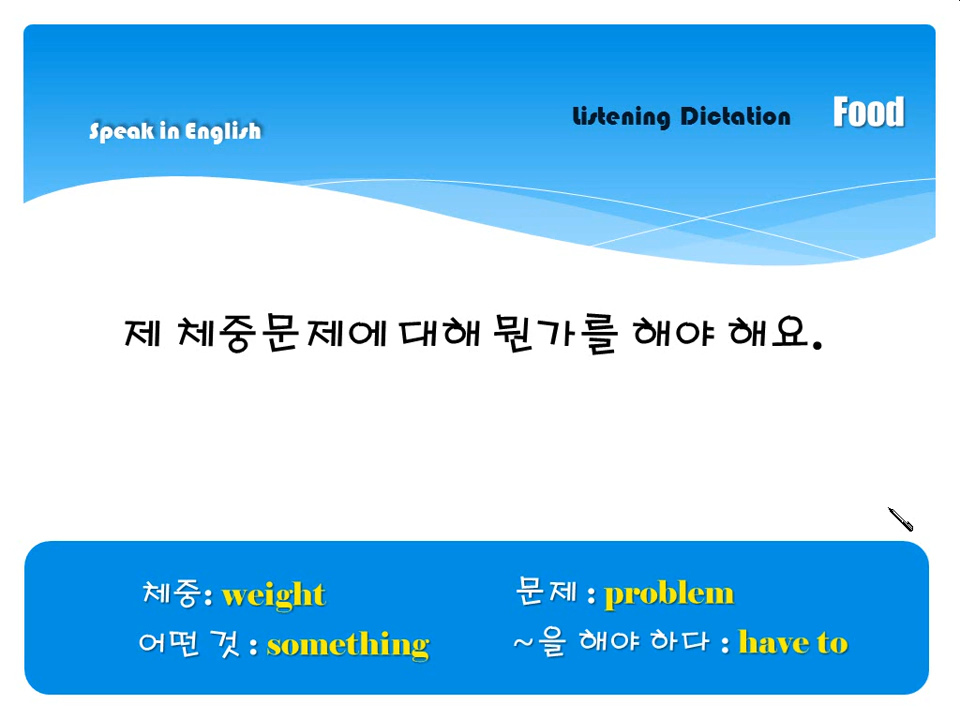 Speak in English
Listening Dictation Food
제 체중문제에 대해 뭔가를 해야 해요.
체중: weight
문제 : problem
어떤 것 : something
~을 해야 하다 : have to